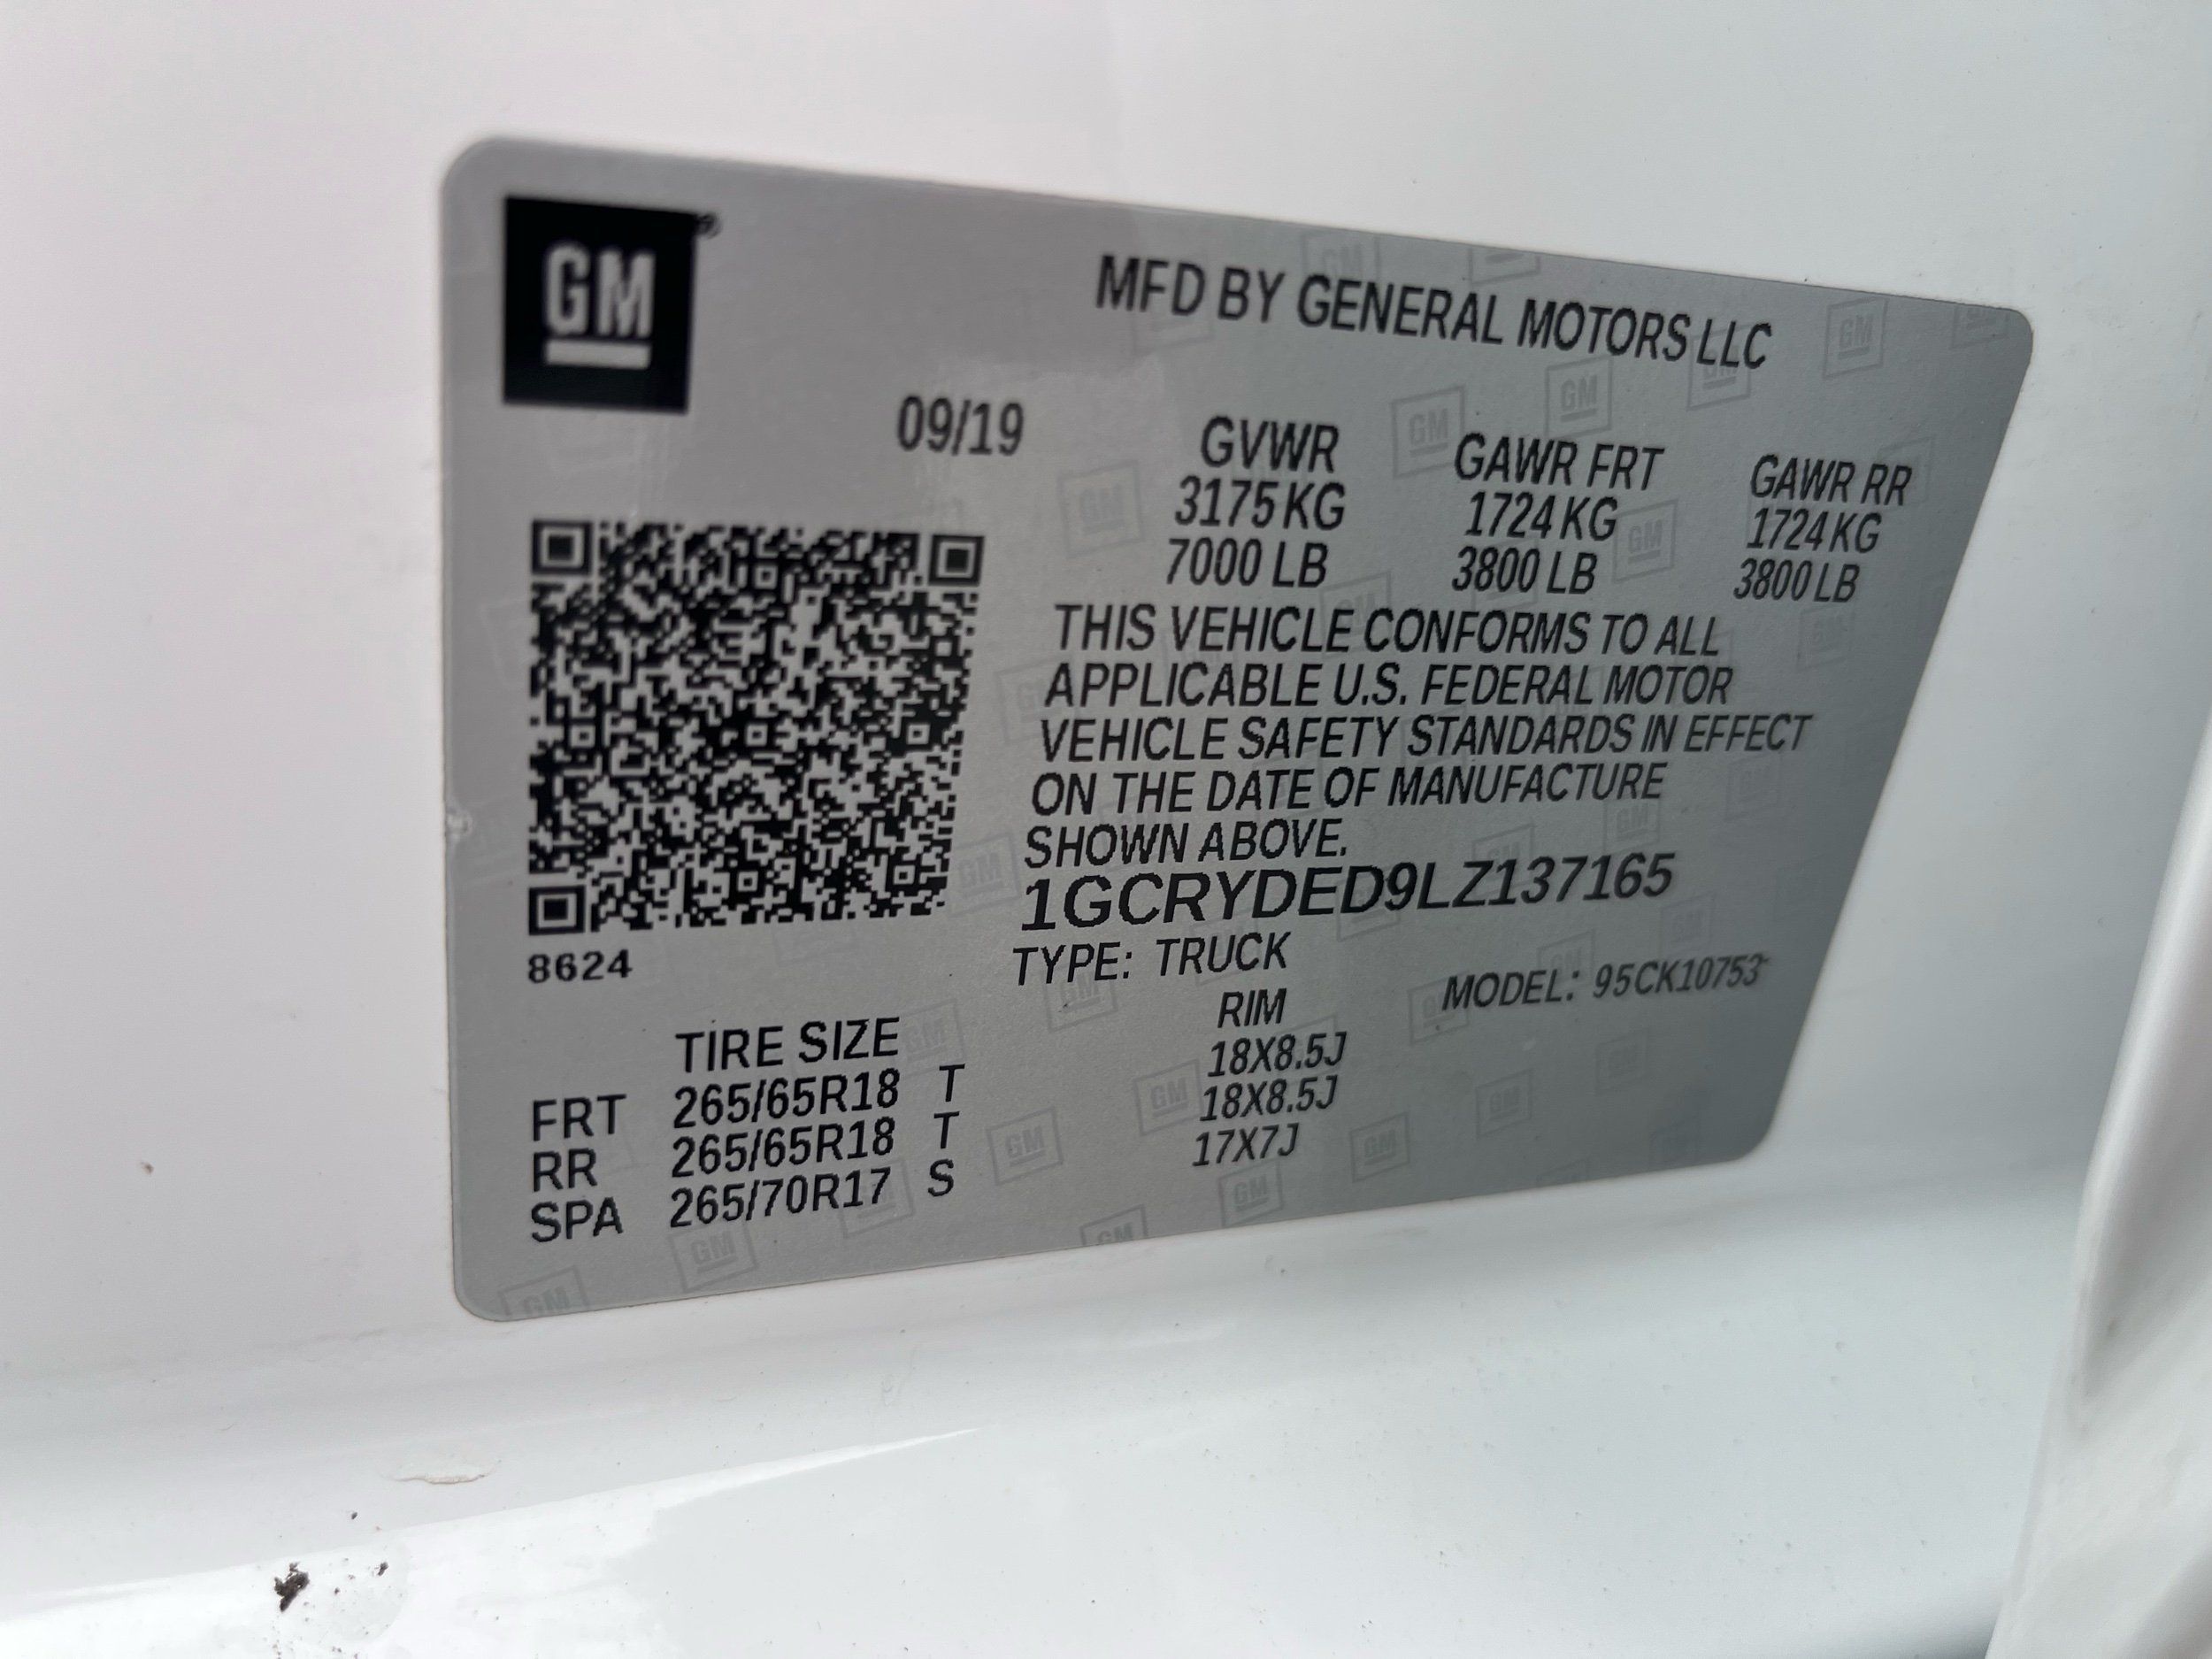 GM
MFD BY GENERAL MOTORS LLC
09/19
GVWR GAWR FRT GAWR RR
3175 KG 1724 KG 1724 KG
7000 LB 3800 LB 3800 LB
THIS VEHICLE CONFORMS TO ALL
APPLICABLE U.S. FEDERAL MOTOR
VEHICLE SAFETY STANDARDS IN EFFECT
ON THE DATE OF MANUFACTURE
SHOWN ABOVE.
1GCRYDED9LZ137165
8624
TYPE: TRUCK MODEL: 95CK10753
TIRE SIZE RIM
FRT 265/65R18 T 18X8.5J
RR 265/65R18 T 18X8.5J
SPA 265/70R17 S 17X7J